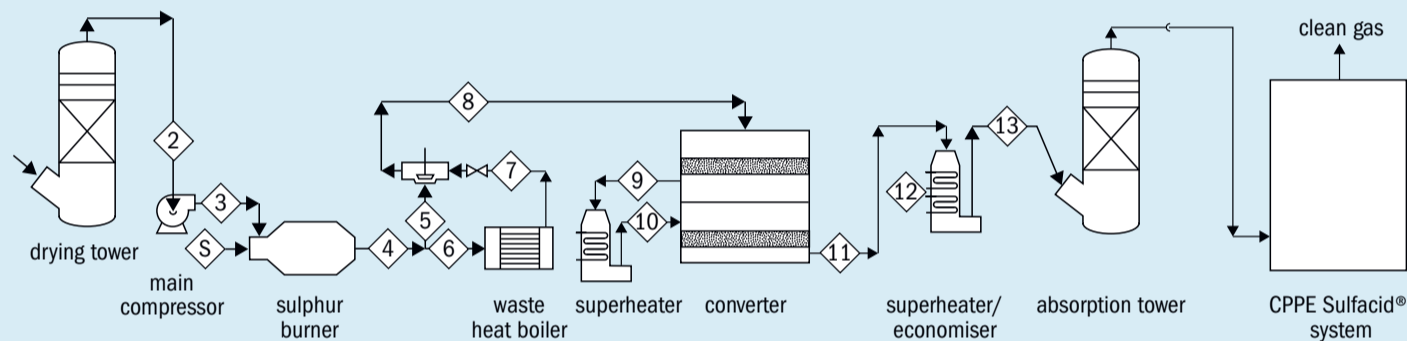 clean gas
8
2
13
7
9
12
3
5
10
S
4
6
11
drying tower
main
compressor
sulphur
burner
waste
heat boiler
superheater
converter
superheater/
economiser
absorption tower
CPPE Sulfacid®
system